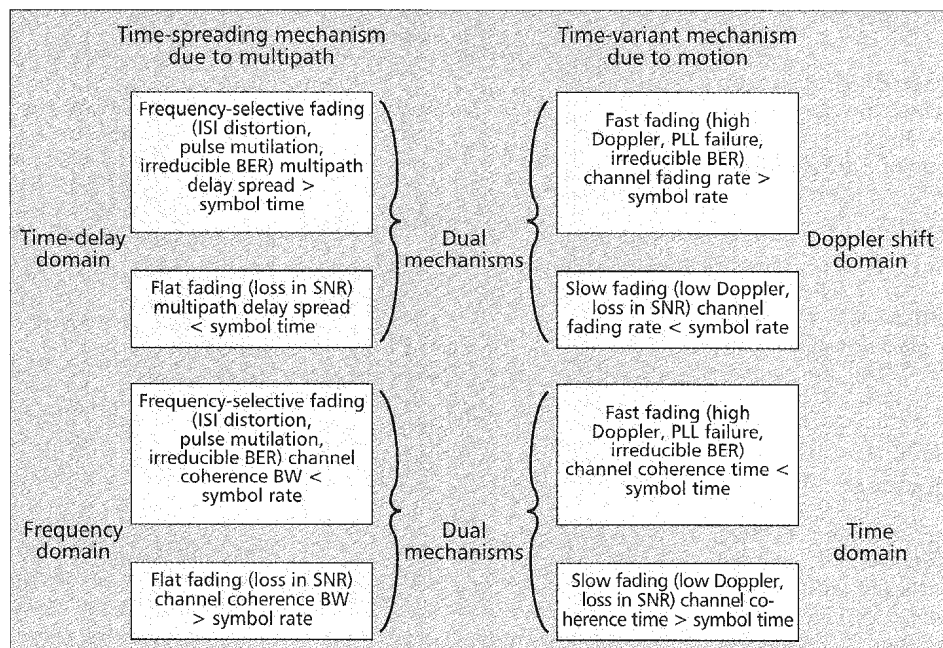 Time-spreading mechanism
due to multipath
Time-variant mechanism
due to motion
Frequency-selective fading
(ISI distortion,
pulse mutilation,
irreducible BER) multipath
delay spread >
symbol time
Fast fading (high
Doppler, PLL failure,
irreducible BER)
channel fading rate >
symbol rate
Time-delay
domain
Dual
mechanisms
Doppler shift
domain
Flat fading (loss in SNR)
multipath delay spread
< symbol time
Slow fading (low Doppler,
loss in SNR) channel
fading rate < symbol rate
Frequency-selective fading
(ISI distortion,
pulse mutilation,
irreducible BER) channel
coherence BW <
symbol rate
Fast fading (high
Doppler, PLL failure,
irreducible BER)
channel coherence time <
symbol time
Frequency
domain
Dual
mechanisms
Time
domain
Flat fading (loss in SNR)
channel coherence BW
> symbol rate
Slow fading (low Doppler,
loss in SNR) channel co-
herence time > symbol time